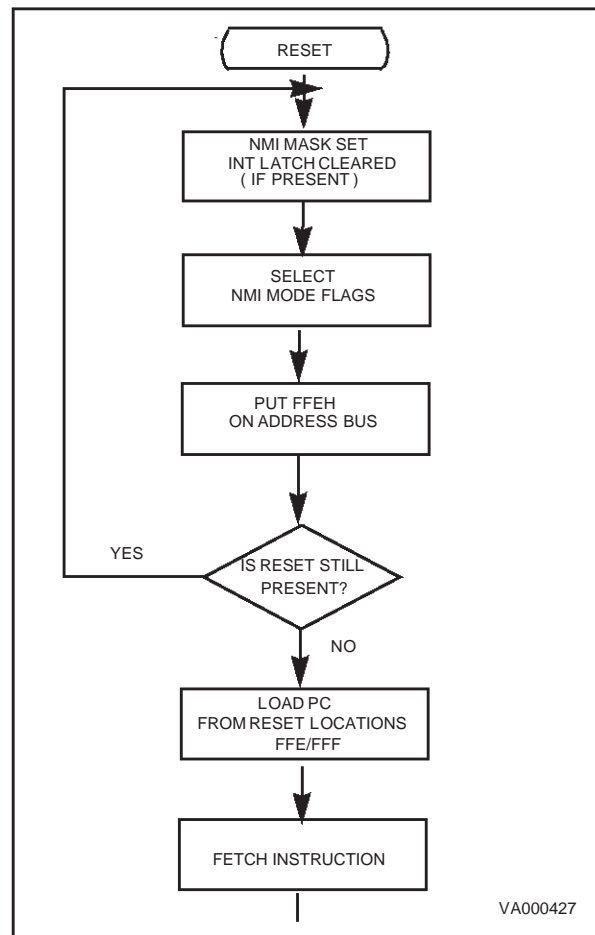 RESET
NMI MASK SET
INT LATCH CLEARED
( IF PRESENT )
SELECT
NMI MODE FLAGS
PUT FFEH
ON ADDRESS BUS
YES
IS RESET STILL
PRESENT?
NO
LOAD PC
FROM RESET LOCATIONS
FFE/FFF
FETCH INSTRUCTION
VA000427